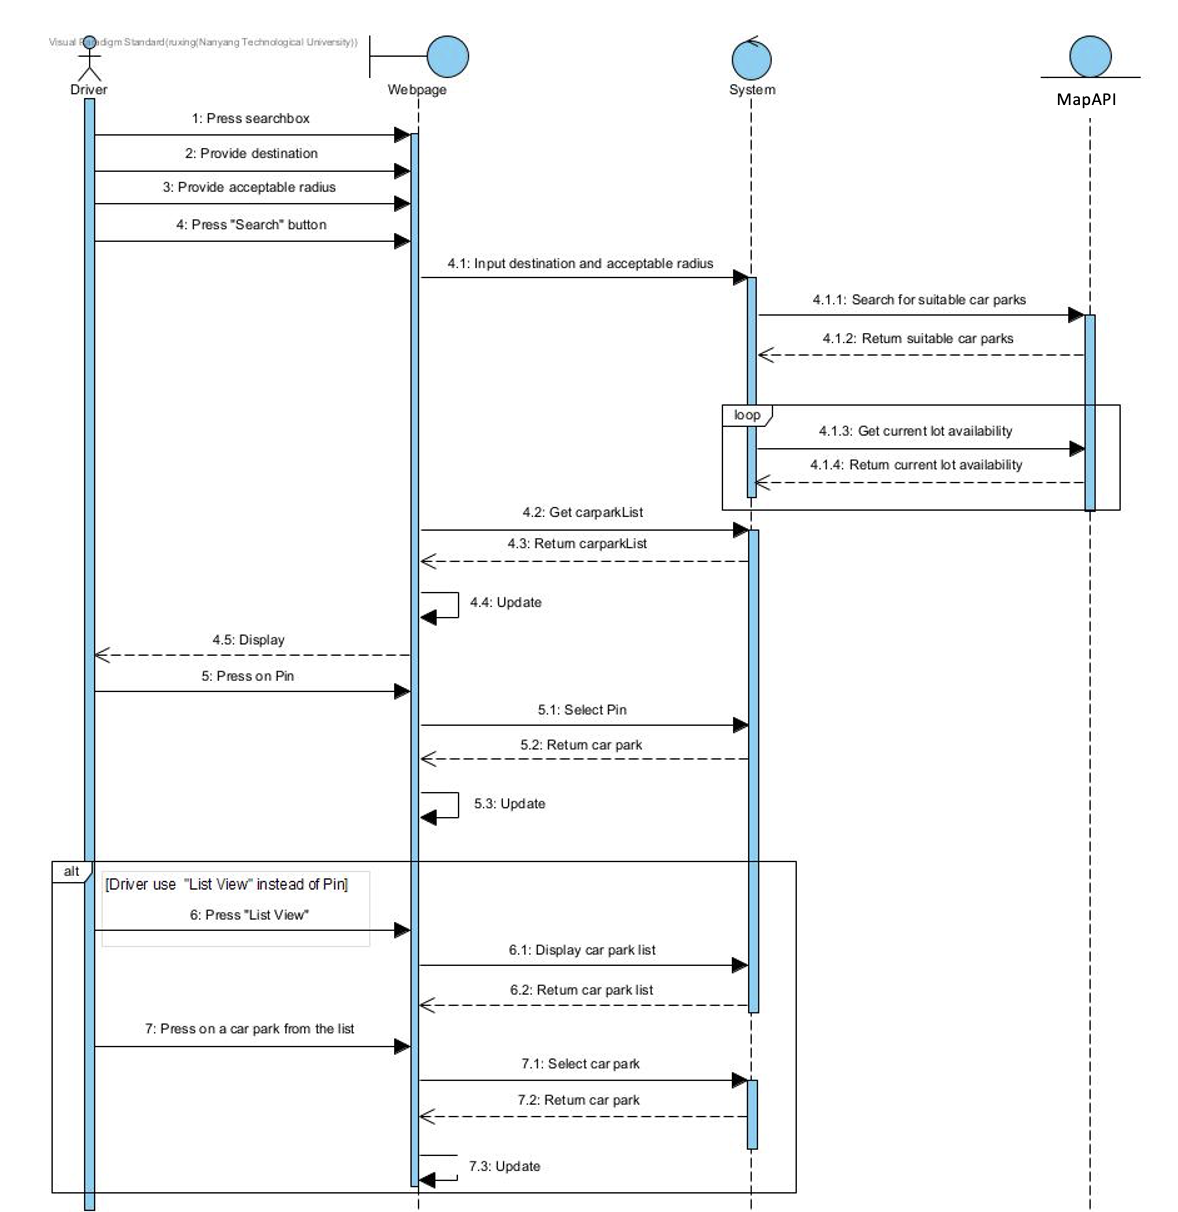 Visual Paradigm Standard(ruxing(Nanyang Technological University))
Driver
Webpage
System
MapAPI
1: Press searchbox
2: Provide destination
3: Provide acceptable radius
4: Press "Search" button
4.1: Input destination and acceptable radius
4.1.1: Search for suitable car parks
4.1.2: Return suitable car parks
loop
4.1.3: Get current lot availability
4.1.4: Return current lot availability
4.2: Get carparkList
4.3: Return carparkList
4.4: Update
4.5: Display
5: Press on Pin
5.1: Select Pin
5.2: Return car park
5.3: Update
alt
[Driver use "List View" instead of Pin]
6: Press "List View"
6.1: Display car park list
6.2: Return car park list
7: Press on a car park from the list
7.1: Select car park
7.2: Return car park
7.3: Update